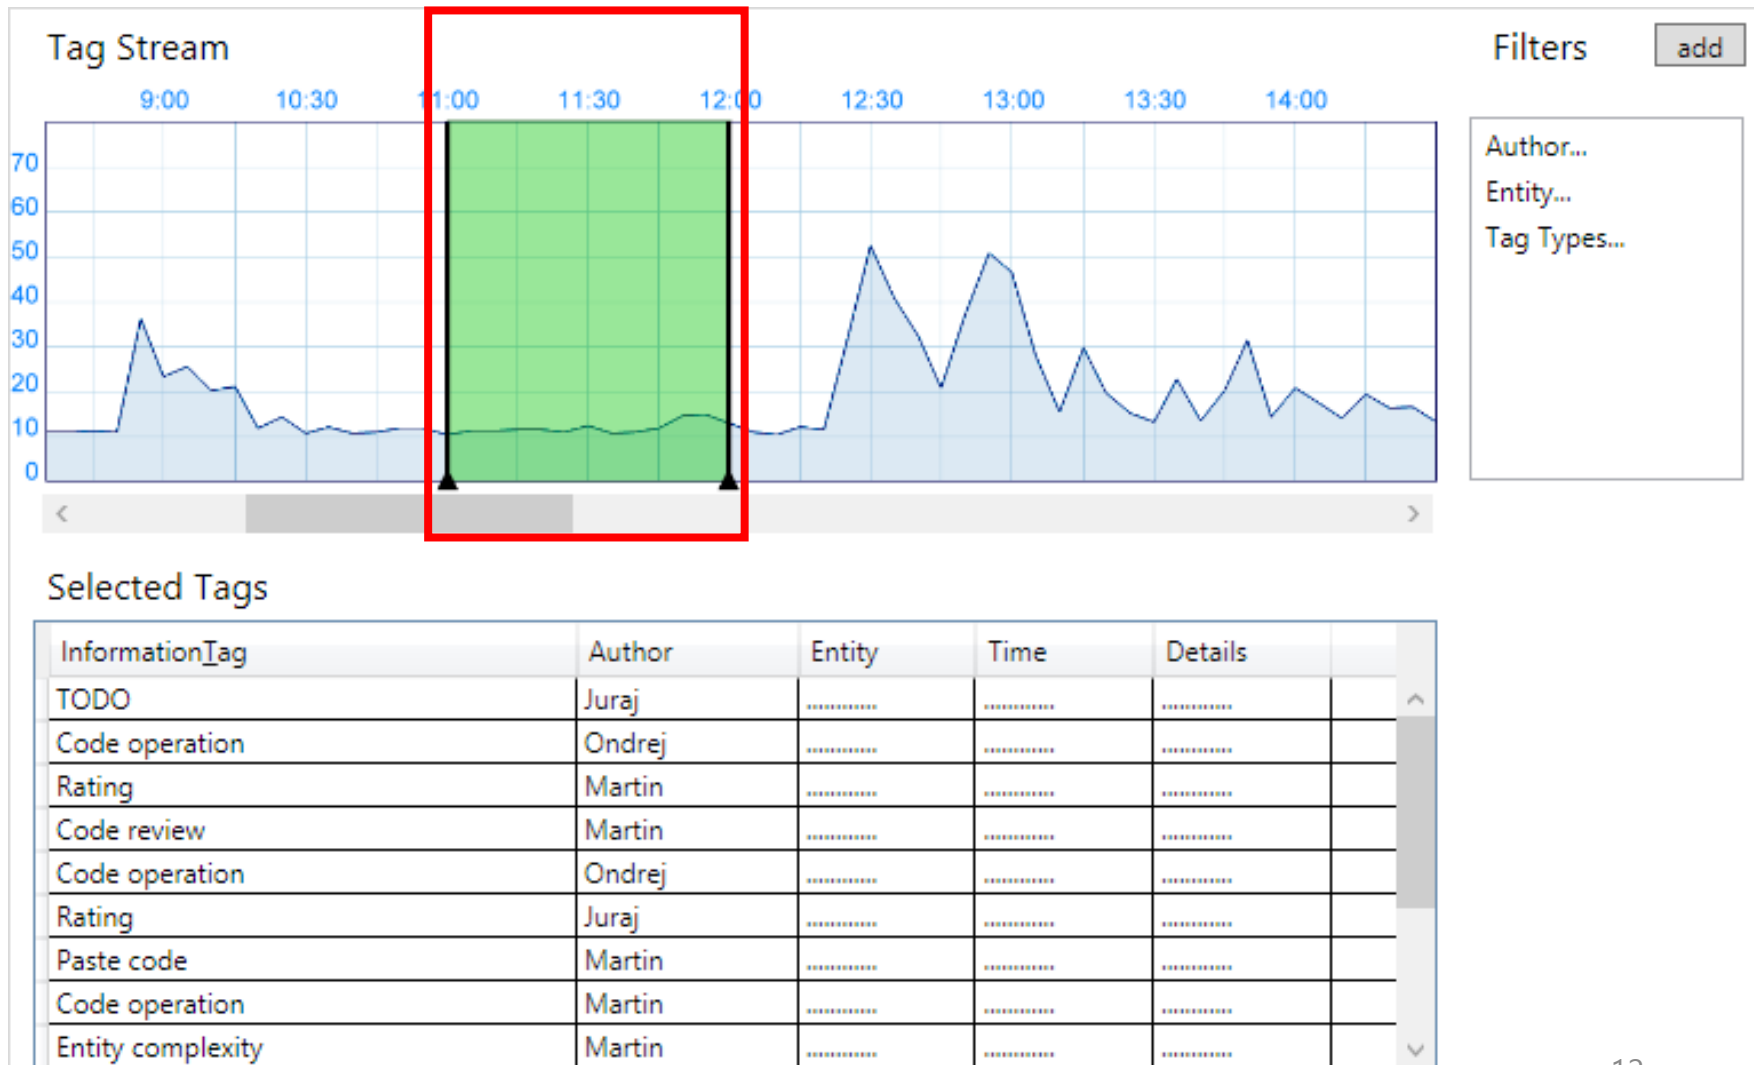 Tag Stream
Filters
add
9:00 10:30 11:00 11:30 12:00 12:30 13:00 13:30 14:00
70
60
50
40
30
20
10
0
Author...
Entity...
Tag Types...
Selected Tags
InformationTag Author Entity Time Details
TODO Juraj ............ ............ ............
Code operation Ondrej ............ ............ ............
Rating Martin ............ ............ ............
Code review Martin ............ ............ ............
Code operation Ondrej ............ ............ ............
Rating Juraj ............ ............ ............
Paste code Martin ............ ............ ............
Code operation Martin ............ ............ ............
Entity complexity Martin ............ ............ ............